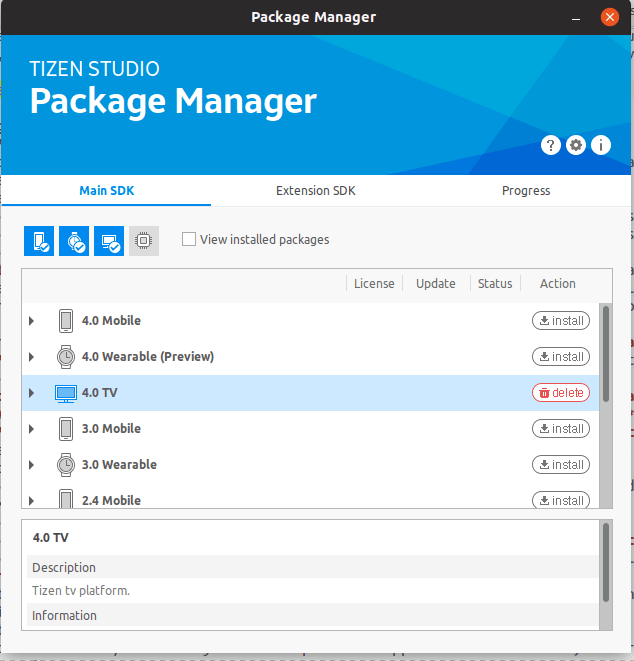 Package Manager
TIZEN STUDIO
Package Manager
? i
Main SDK Extension SDK Progress
View installed packages
License Update Status Action
4.0 Mobile install
4.0 Wearable (Preview) install
4.0 TV delete
3.0 Mobile install
3.0 Wearable install
2.4 Mobile install
4.0 TV
Description
Tizen tv platform.
Information